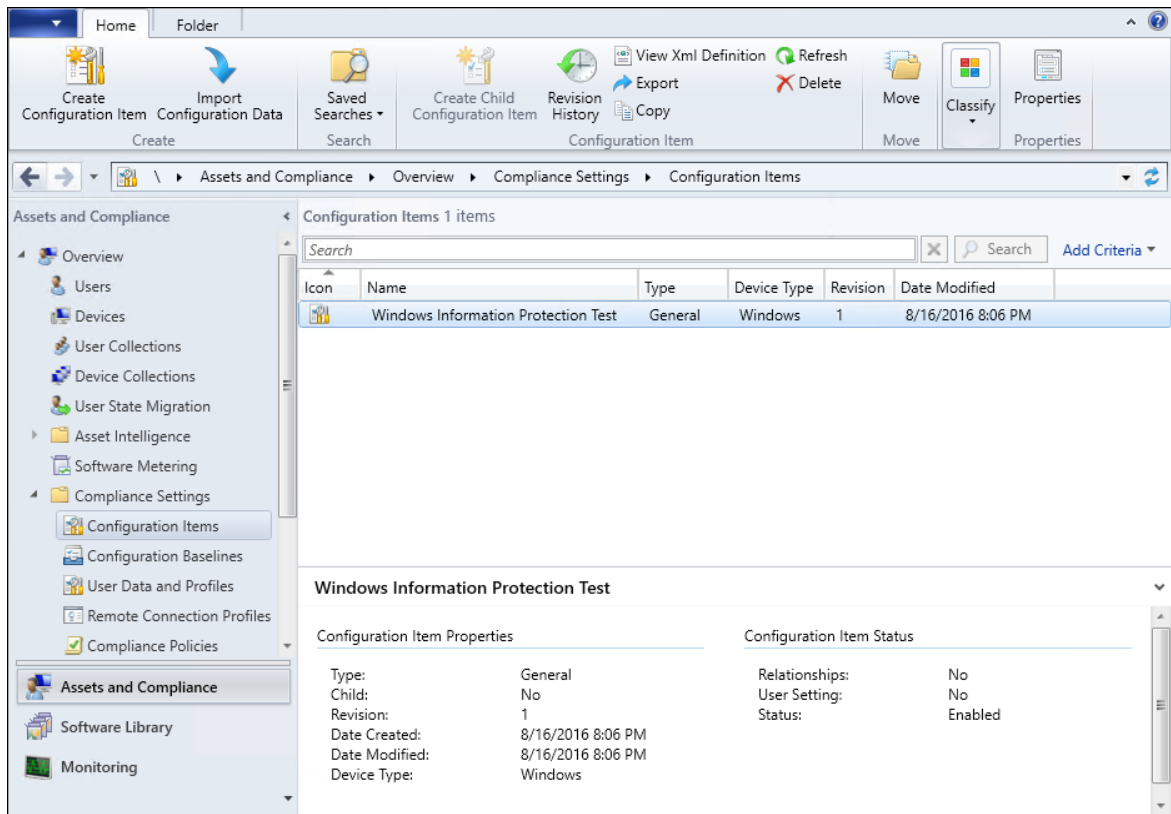 Home Folder
Create Configuration Item
Import Configuration Data
Create
Saved Searches
Search
Create Child Configuration Item
Revision History
View Xml Definition
Export
Copy
Refresh
Delete
Configuration Item
Move
Move
Classify
Properties
Properties
\ Assets and Compliance Overview Compliance Settings Configuration Items
Assets and Compliance
Overview
Users
Devices
User Collections
Device Collections
User State Migration
Asset Intelligence
Software Metering
Compliance Settings
Configuration Items
Configuration Baselines
User Data and Profiles
Remote Connection Profiles
Compliance Policies
Assets and Compliance
Software Library
Monitoring
Configuration Items 1 items
Search Search Add Criteria
Icon Name Type Device Type Revision Date Modified
Windows Information Protection Test General Windows 1 8/16/2016 8:06 PM
Windows Information Protection Test
Configuration Item Properties
Type: General
Child: No
Revision: 1
Date Created: 8/16/2016 8:06 PM
Date Modified: 8/16/2016 8:06 PM
Device Type: Windows
Configuration Item Status
Relationships: No
User Setting: No
Status: Enabled